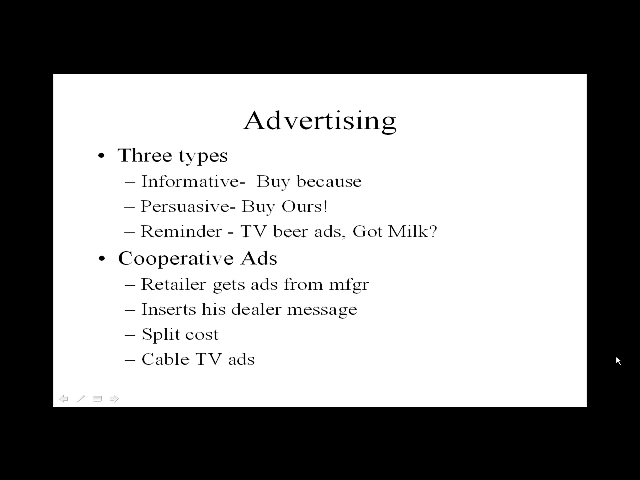 Advertising
• Three types
– Informative-  Buy because
– Persuasive- Buy Ours!
– Reminder - TV beer ads, Got Milk?
• Cooperative Ads
– Retailer gets ads from mfgr
– Inserts his dealer message
– Split cost
– Cable TV ads